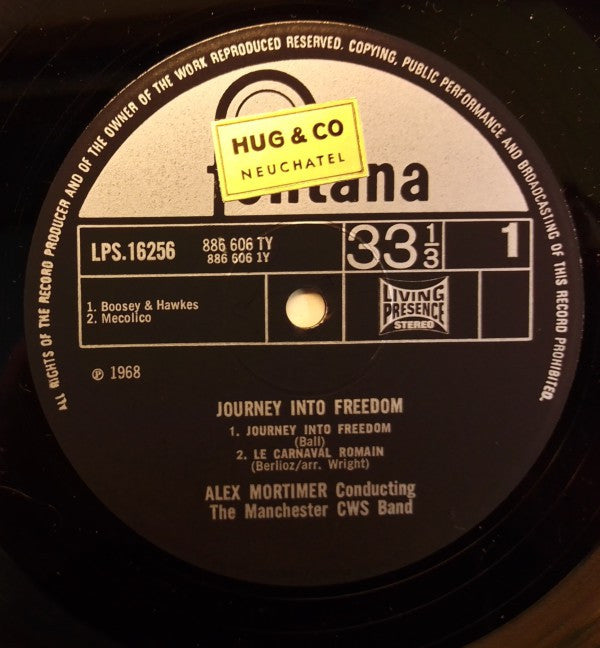 ALL RIGHTS OF THE RECORD PRODUCER AND OF THE OWNER OF THE WORK REPRODUCED RESERVED. COPYING, PUBLIC PERFORMANCE AND BROADCASTING OF THIS RECORD PROHIBITED.
HUG & CO
NEUCHATEL
fontana
LPS.16256
886 606 TY
886 606 1Y
33 1/3
1
1. Boosey & Hawkes
2. Mecolico
LIVING
PRESENCE
STEREO
℗ 1968
JOURNEY INTO FREEDOM
1. JOURNEY INTO FREEDOM
(Ball)
2. LE CARNAVAL ROMAIN
(Berlioz/arr. Wright)
ALEX MORTIMER Conducting
The Manchester CWS Band